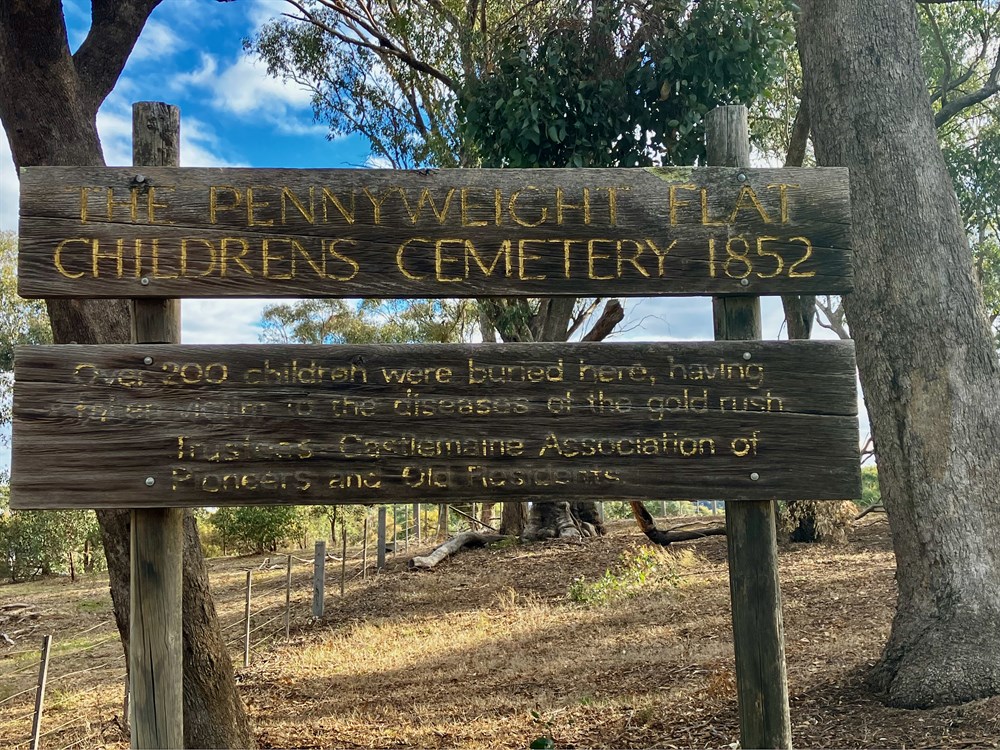 THE PENNYWEIGHT FLAT
CHILDRENS CEMETERY 1852
Over 200 children were buried here, having
fallen victim to the diseases of the gold rush
Trustees Castlemaine Association of
Pioneers and Old Residents